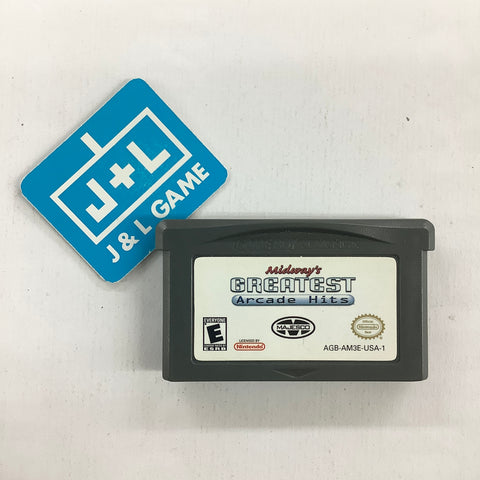 J+L
J & L GAME
GAME BOY ADVANCE
Midway's
GREATEST
Arcade Hits
EVERYONE
E
ESRB
LICENSED BY
Nintendo
MAJESCO
Official
Nintendo
Seal
AGB-AM3E-USA-1